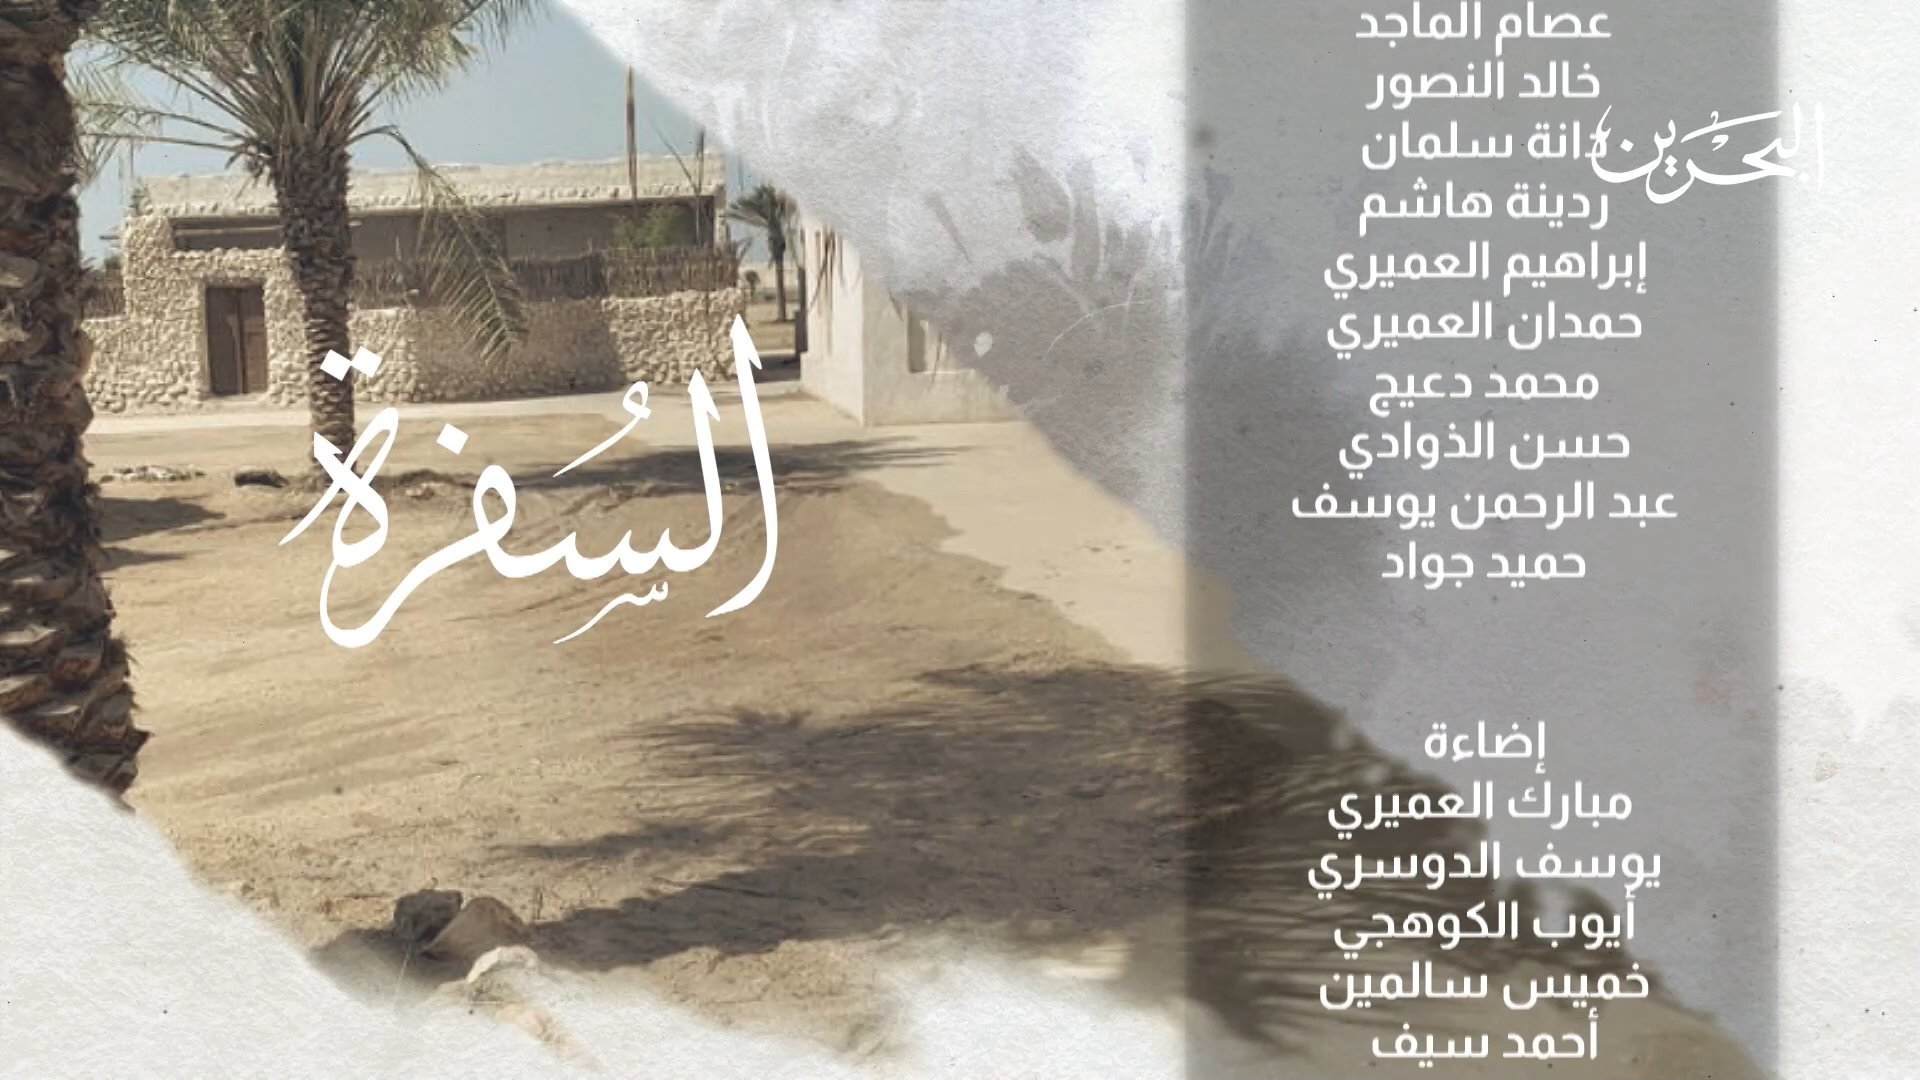 السفرة
البحرين
عصام الماجد
خالد النصور
دانة سلمان
ردينة هاشم
إبراهيم العميري
حمدان العميري
محمد دعيج
حسن الذوادي
عبد الرحمن يوسف
حميد جواد
إضاءة
مبارك العميري
يوسف الدوسري
أيوب الكوهجي
خميس سالمين
أحمد سيف